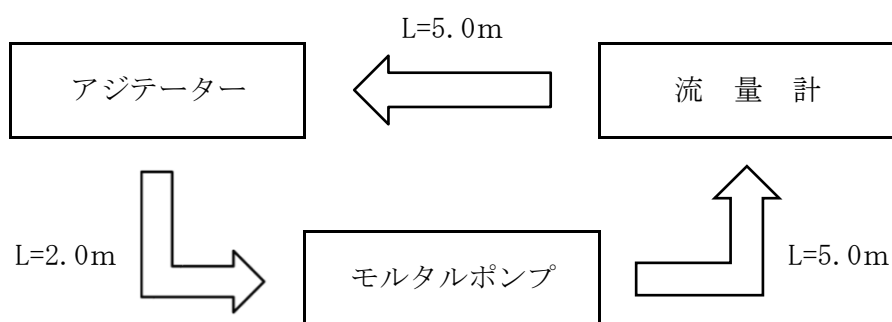 L=5.0m
アジテーター
流 量 計
L=2.0m
モルタルポンプ
L=5.0m